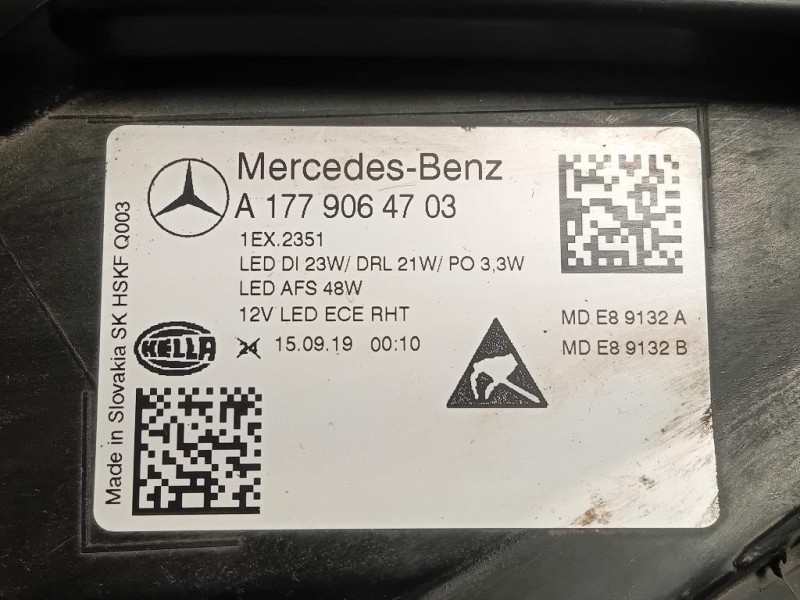 Mercedes-Benz
A 177 906 47 03
1EX.2351
LED DI 23W/ DRL 21W/ PO 3,3W
LED AFS 48W
12V LED ECE RHT
15.09.19 00:10
MD E8 9132 A
MD E8 9132 B
HELLA
Made in Slovakia SK HSKF Q003